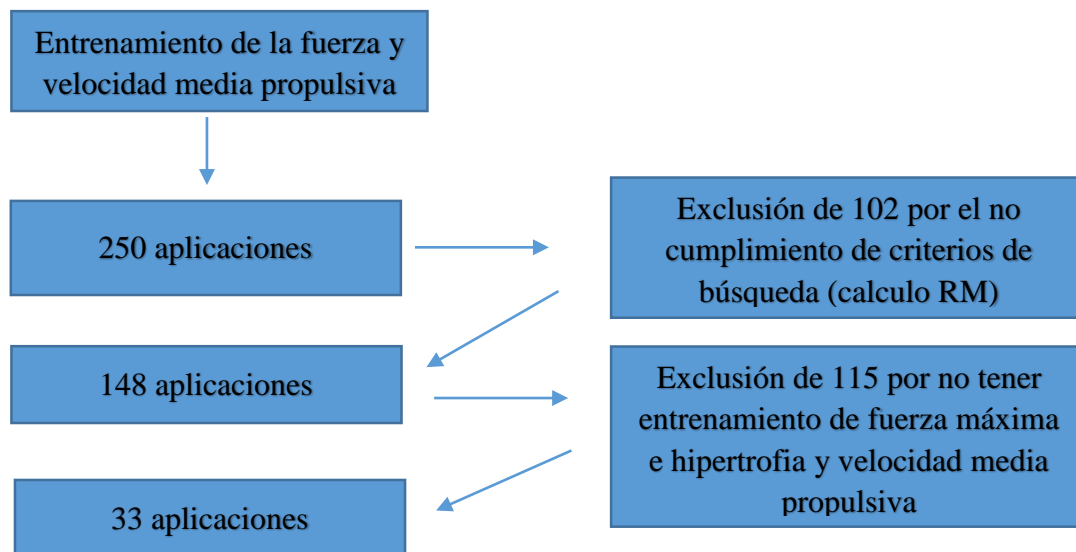 Entrenamiento de la fuerza y
velocidad media propulsiva
250 aplicaciones
Exclusión de 102 por el no
cumplimiento de criterios de
búsqueda (calculo RM)
148 aplicaciones
Exclusión de 115 por no tener
entrenamiento de fuerza máxima
e hipertrofia y velocidad media
propulsiva
33 aplicaciones